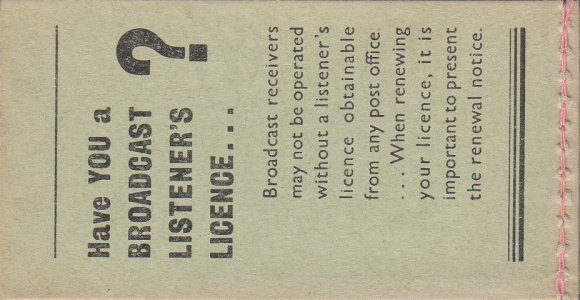 Have YOU a
BROADCAST
LISTENER'S
LICENCE...?
Broadcast receivers
may not be operated
without a listener's
licence obtainable
from any post office.
... When renewing
your licence, it is
important to present
the renewal notice.